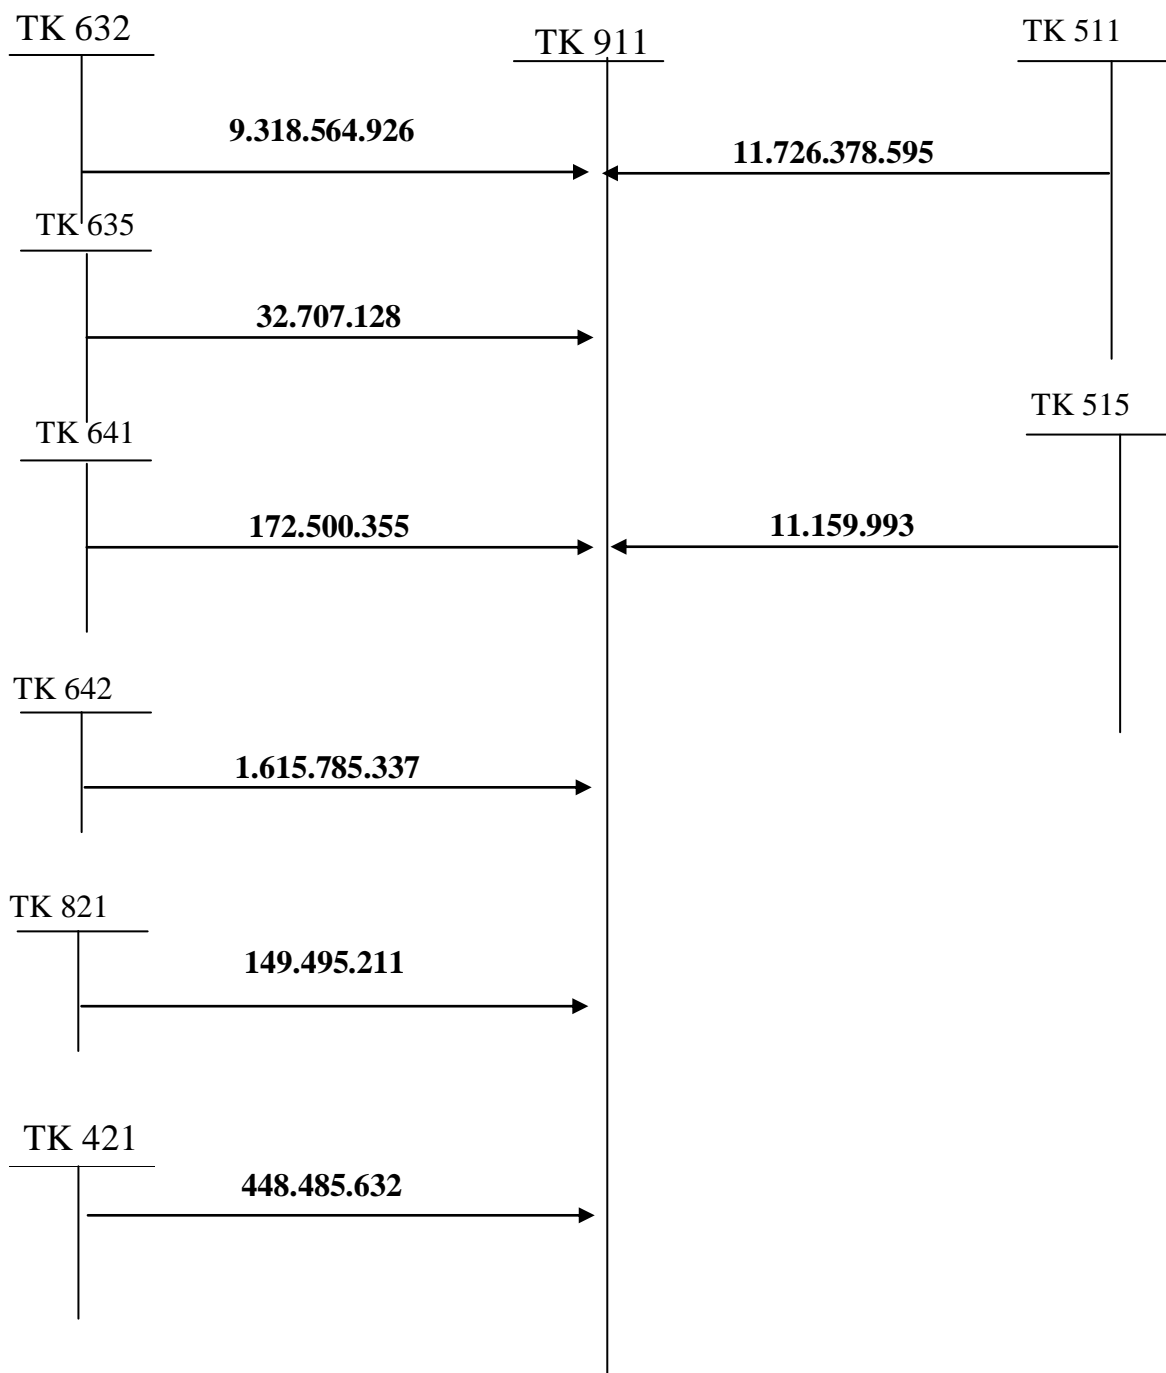 TK 632
TK 911
TK 511
9.318.564.926
11.726.378.595
TK 635
32.707.128
TK 515
TK 641
172.500.355
11.159.993
TK 642
1.615.785.337
TK 821
149.495.211
TK 421
448.485.632